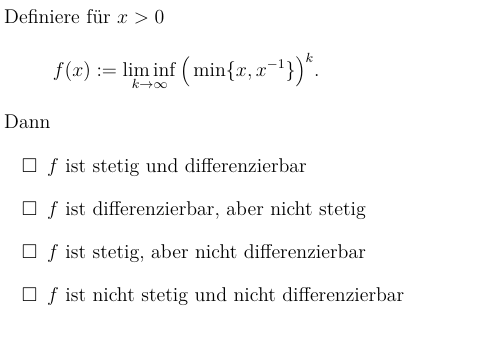 Definiere für x > 0
f(x) := lim inf_{k→∞} ( min{x, x^{-1}} )^k.
Dann
☐ f ist stetig und differenzierbar
☐ f ist differenzierbar, aber nicht stetig
☐ f ist stetig, aber nicht differenzierbar
☐ f ist nicht stetig und nicht differenzierbar